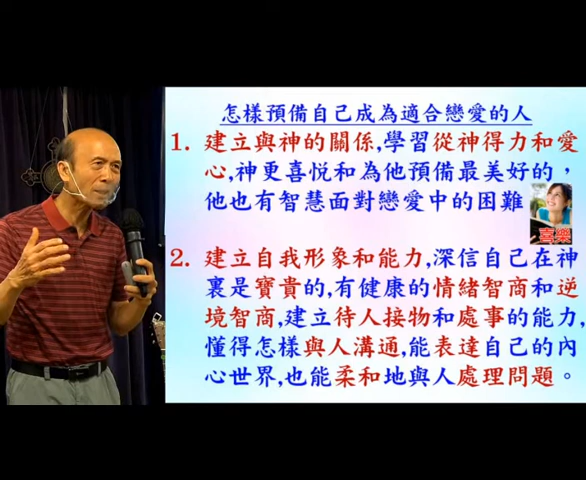 怎樣預備自己成為適合戀愛的人
1. 建立與神的關係,學習從神得力和愛
心,神更喜悅和為他預備最美好的,
他也有智慧面對戀愛中的困難
喜樂
2. 建立自我形象和能力,深信自己在神
裏是寶貴的,有健康的情緒智商和逆
境智商,建立待人接物和處事的能力,
懂得怎樣與人溝通,能表達自己的內
心世界,也能柔和地與人處理問題。